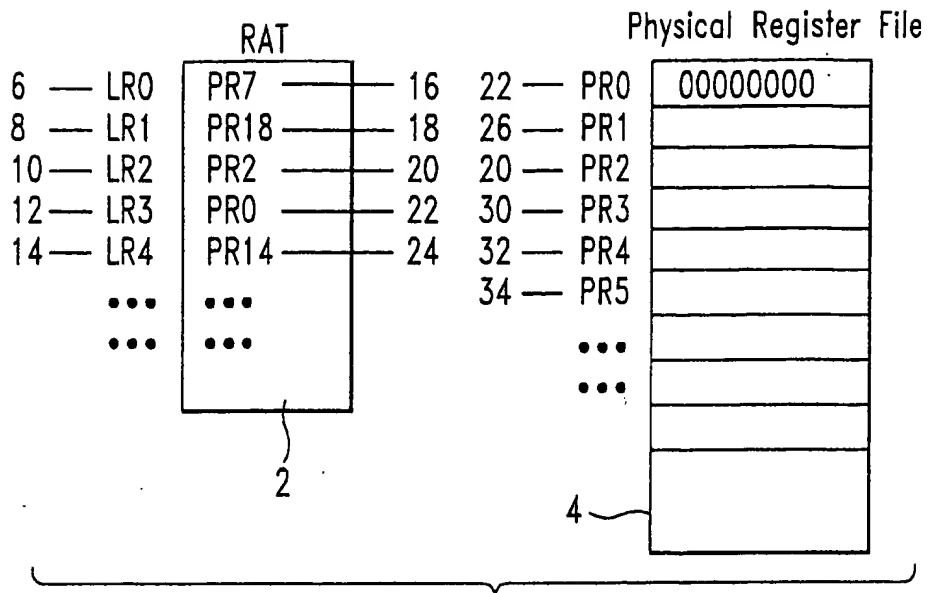 RAT
6 — LR0 PR7 — 16
8 — LR1 PR18 — 18
10 — LR2 PR2 — 20
12 — LR3 PR0 — 22
14 — LR4 PR14 — 24
••• •••
••• •••
2
Physical Register File
22 — PR0 00000000
26 — PR1
20 — PR2
30 — PR3
32 — PR4
34 — PR5
•••
•••
4